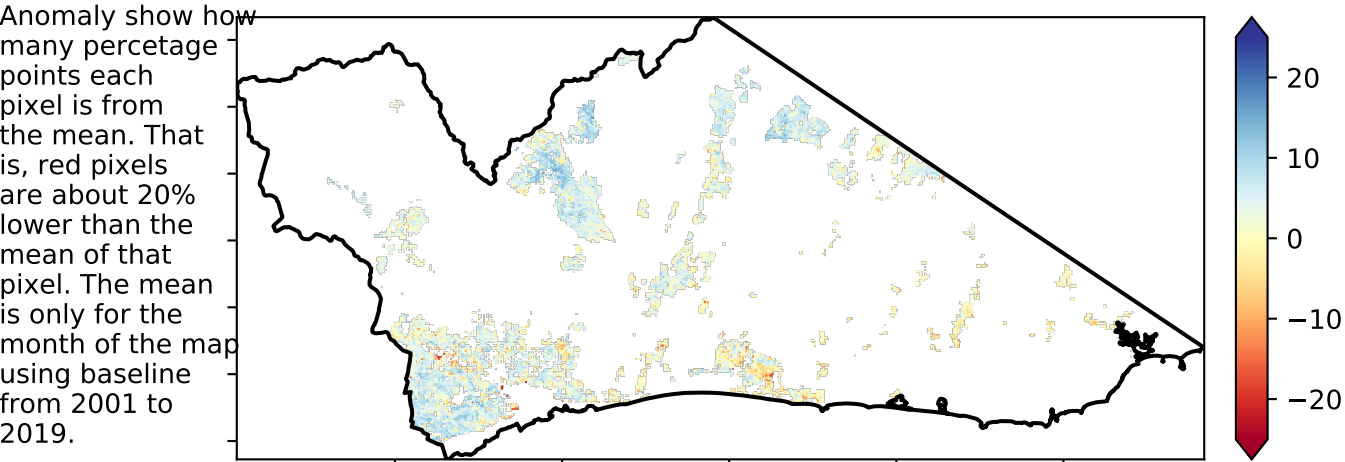 Anomaly show how
many percetage
points each
pixel is from
the mean. That
is, red pixels
are about 20%
lower than the
mean of that
pixel. The mean
is only for the
month of the map
using baseline
from 2001 to
2019.
20
10
0
−10
−20